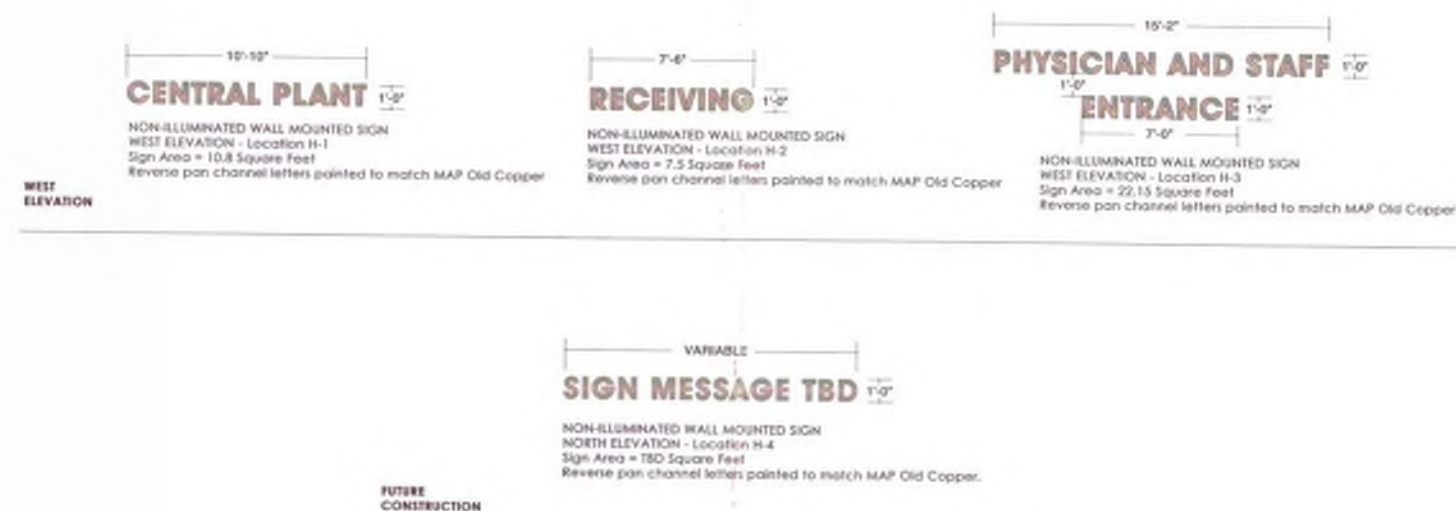 10'-10"
CENTRAL PLANT 1'-0"
NON-ILLUMINATED WALL MOUNTED SIGN
WEST ELEVATION - Location H-1
Sign Area = 10.8 Square Feet
Reverse pan channel letters painted to match MAP Old Copper
7'-6"
RECEIVING 1'-0"
NON-ILLUMINATED WALL MOUNTED SIGN
WEST ELEVATION - Location H-2
Sign Area = 7.5 Square Feet
Reverse pan channel letters painted to match MAP Old Copper
15'-2"
PHYSICIAN AND STAFF 1'-0"
1'-0"
ENTRANCE 1'-0"
7'-0"
NON-ILLUMINATED WALL MOUNTED SIGN
WEST ELEVATION - Location H-3
Sign Area = 22.15 Square Feet
Reverse pan channel letters painted to match MAP Old Copper
WEST
ELEVATION
VARIABLE
SIGN MESSAGE TBD 1'-0"
NON-ILLUMINATED WALL MOUNTED SIGN
NORTH ELEVATION - Location H-4
Sign Area = TBD Square Feet
Reverse pan channel letters painted to match MAP Old Copper.
FUTURE
CONSTRUCTION